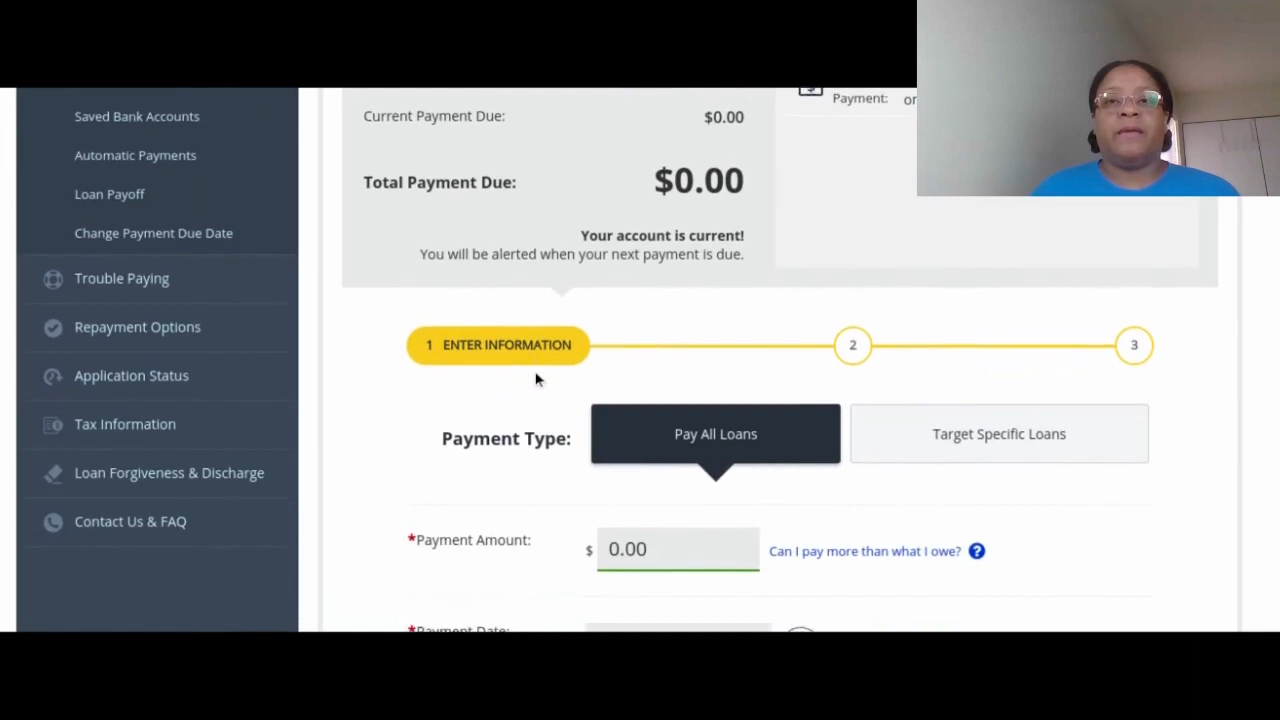 Saved Bank Accounts
Automatic Payments
Loan Payoff
Change Payment Due Date
Trouble Paying
Repayment Options
Application Status
Tax Information
Loan Forgiveness & Discharge
Contact Us & FAQ
Current Payment Due: $0.00
Total Payment Due: $0.00
Your account is current!
You will be alerted when your next payment is due.
Payment: or
1 ENTER INFORMATION 2 3
Payment Type: Pay All Loans Target Specific Loans
*Payment Amount: $ 0.00 Can I pay more than what I owe? ?
*Payment Date: